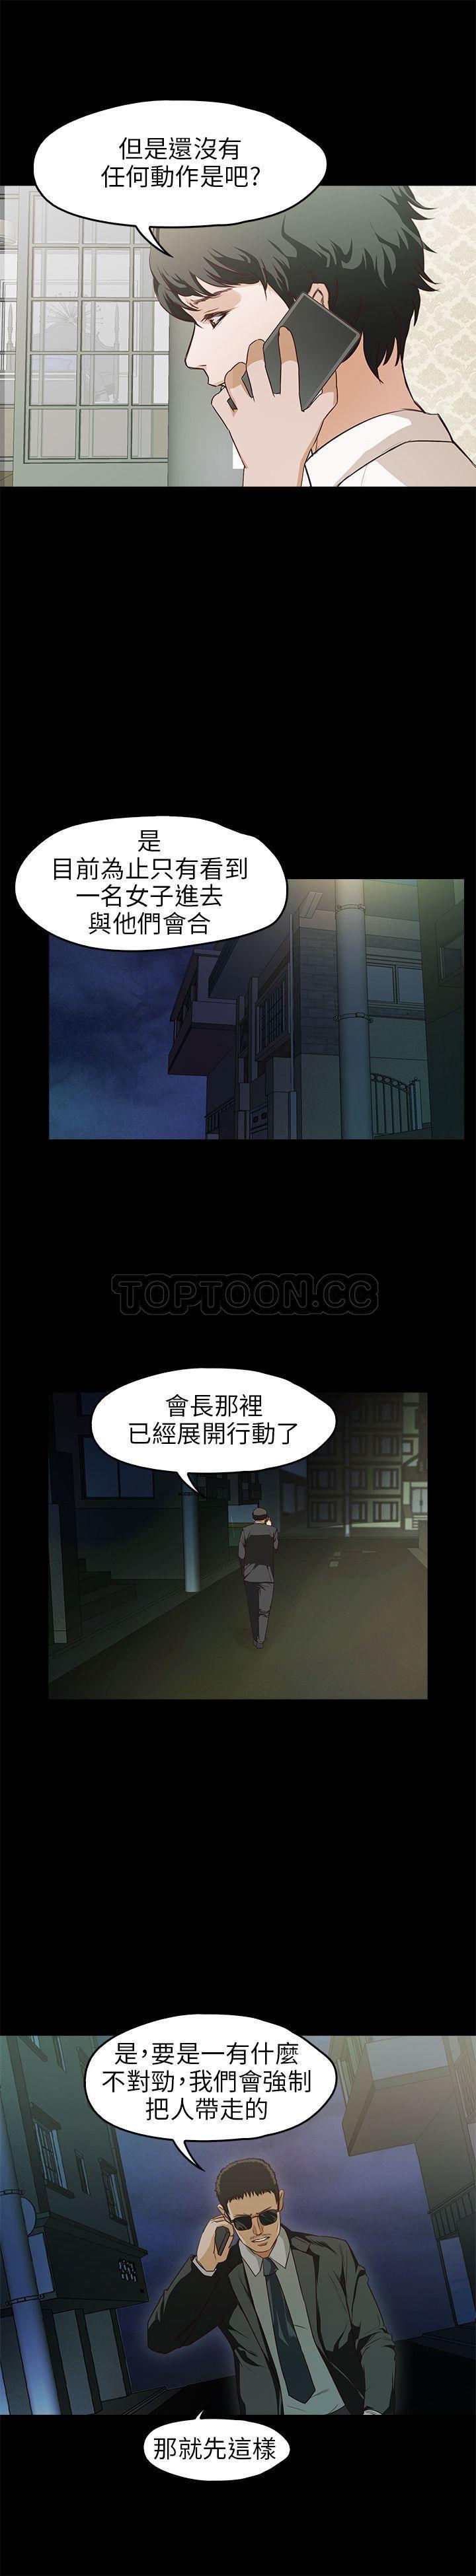 但是還沒有
任何動作是吧?
是
目前為止只有看到
一名女子進去
與他們會合
TOPTOON.CC
會長那裡
已經展開行動了
是,要是一有什麼
不對勁,我們會強制
把人帶走的
那就先這樣